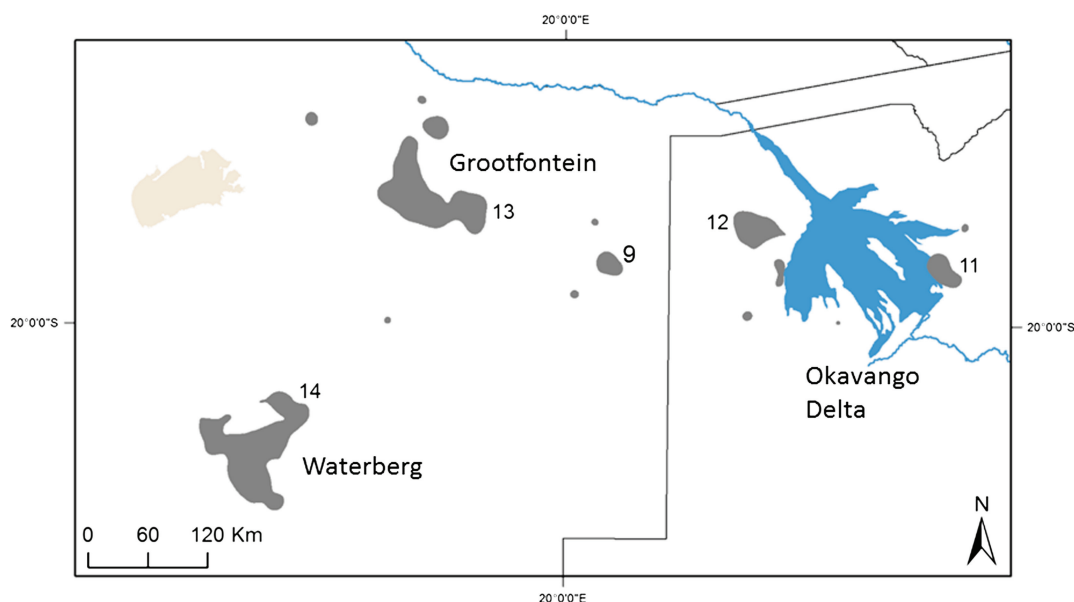 20°0'0"E
Grootfontein
13
12
9
11
20°0'0"S
20°0'0"S
Okavango
Delta
14
Waterberg
N
0 60 120 Km
20°0'0"E